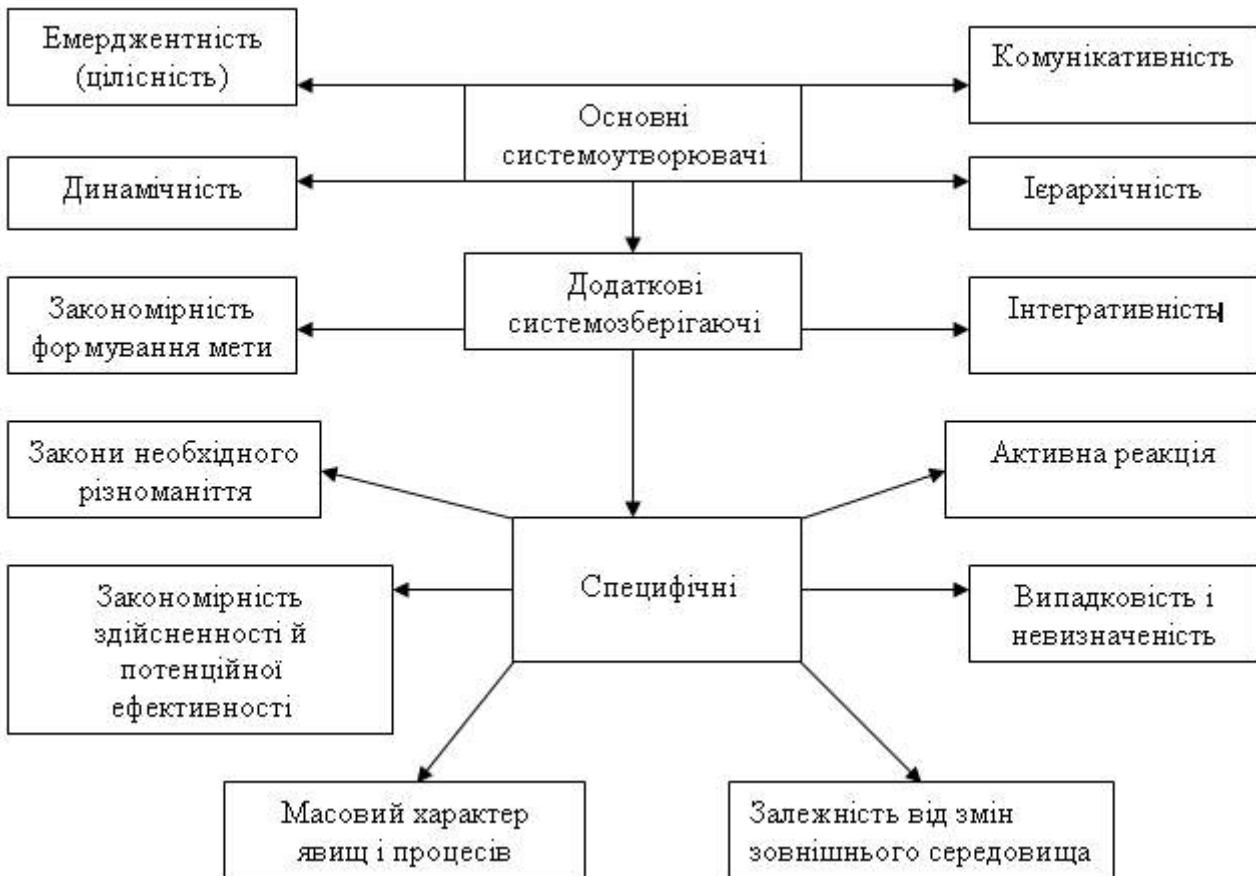 Емерджентність
(цілісність)
Комунікативність
Основні
системоутворювачі
Динамічність
Ієрархічність
Додаткові
системозберігаючі
Закономірність
формування мети
Інтегративність
Закони необхідного
різноманіття
Активна реакція
Специфічні
Закономірність
здійсненності й
потенційної
ефективності
Випадковість і
невизначеність
Масовий характер
явищ і процесів
Залежність від змін
зовнішнього середовища